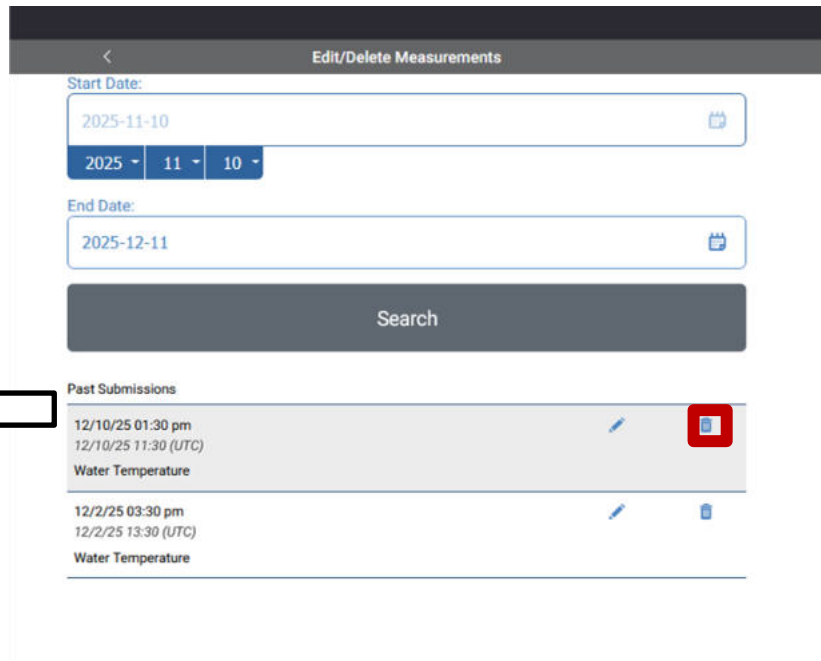 Edit/Delete Measurements
Start Date:
2025-11-10
2025 11 10
End Date:
2025-12-11
Search
Past Submissions
12/10/25 01:30 pm
12/10/25 11:30 (UTC)
Water Temperature
12/2/25 03:30 pm
12/2/25 13:30 (UTC)
Water Temperature